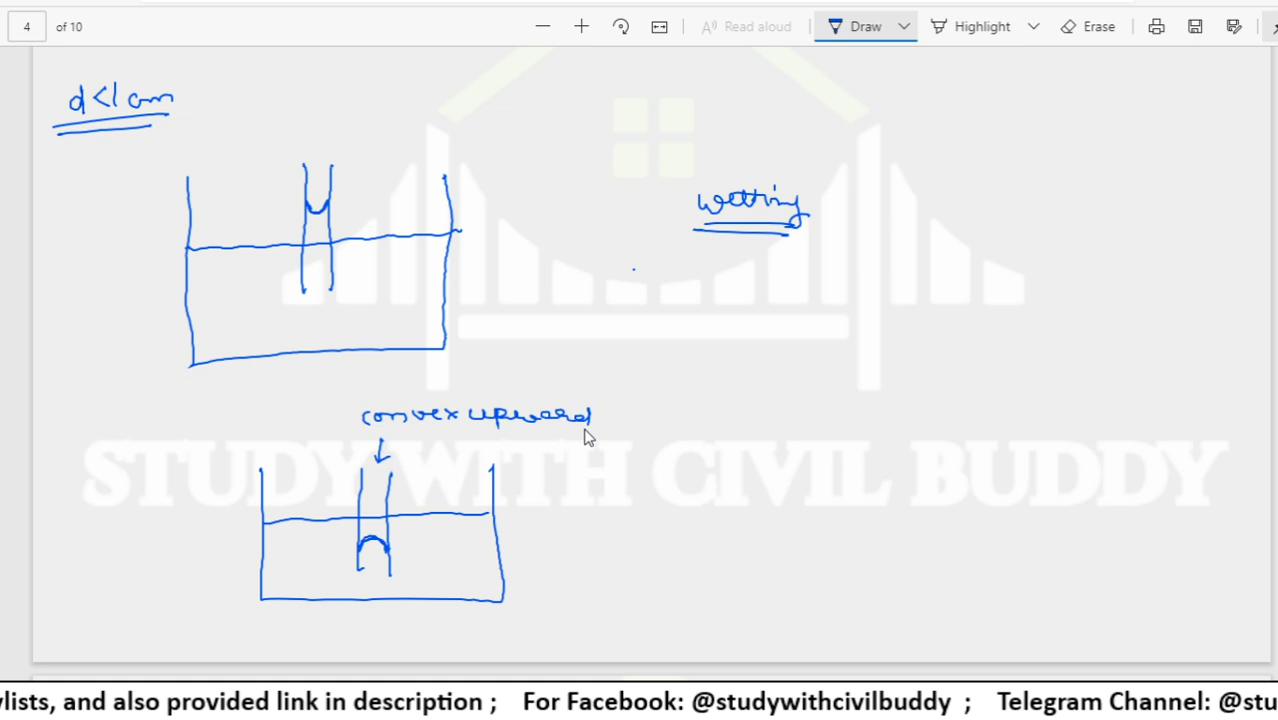 4 of 10 Read aloud Draw Highlight Erase
d<1 cm
wetting
convex upward
STUDY WITH CIVIL BUDDY
ylists, and also provided link in description ; For Facebook: @studywithcivilbuddy ; Telegram Channel: @stu